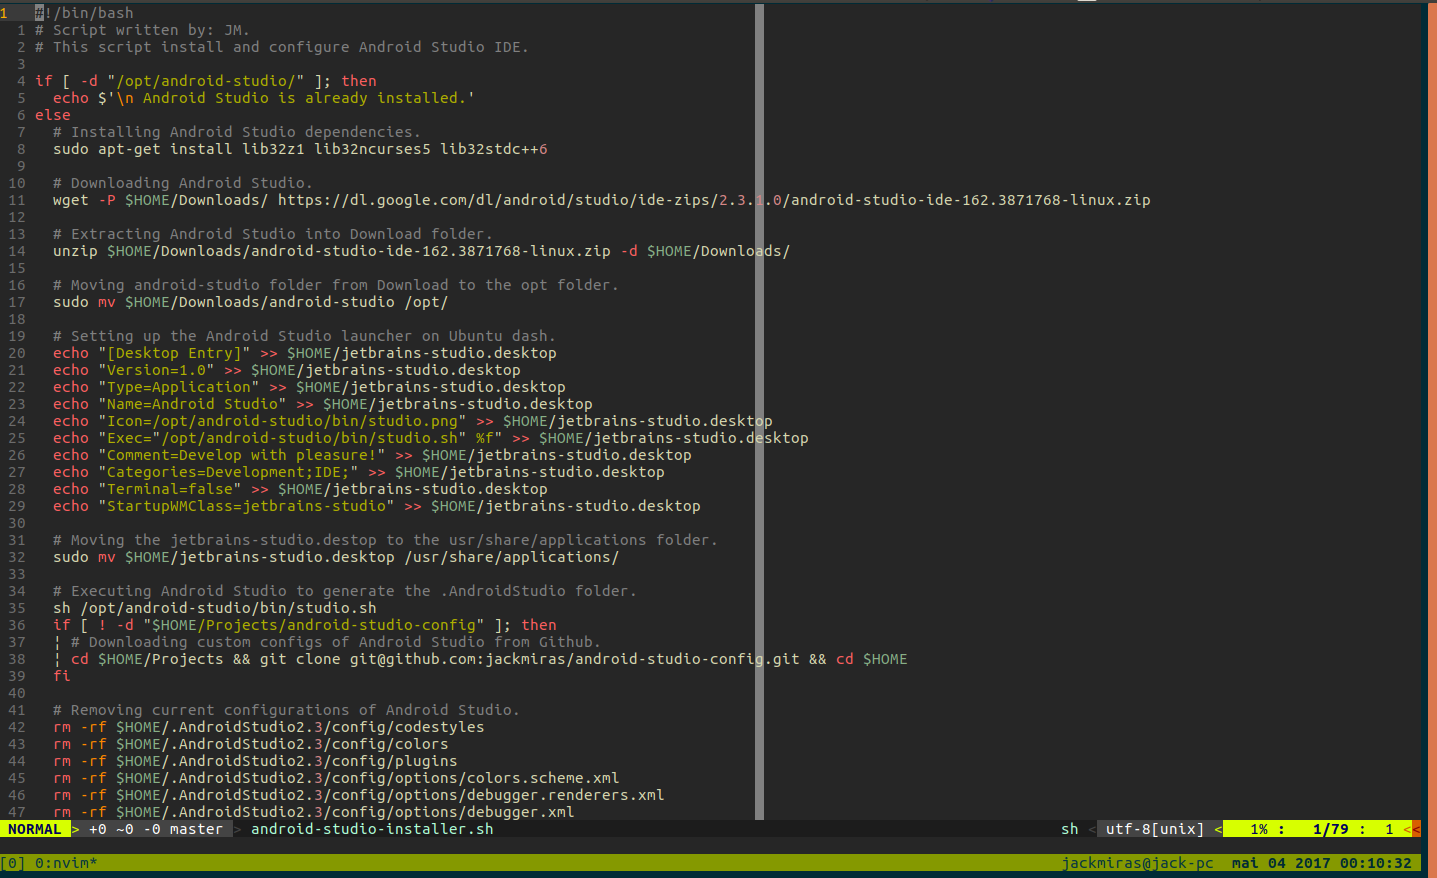 1 #!/bin/bash
1 # Script written by: JM.
2 # This script install and configure Android Studio IDE.
3
4 if [ -d "/opt/android-studio/" ]; then
5   echo $'\n Android Studio is already installed.'
6 else
7   # Installing Android Studio dependencies.
8   sudo apt-get install lib32z1 lib32ncurses5 lib32stdc++6
9
10   # Downloading Android Studio.
11   wget -P $HOME/Downloads/ https://dl.google.com/dl/android/studio/ide-zips/2.3.1.0/android-studio-ide-162.3871768-linux.zip
12
13   # Extracting Android Studio into Download folder.
14   unzip $HOME/Downloads/android-studio-ide-162.3871768-linux.zip -d $HOME/Downloads/
15
16   # Moving android-studio folder from Download to the opt folder.
17   sudo mv $HOME/Downloads/android-studio /opt/
18
19   # Setting up the Android Studio launcher on Ubuntu dash.
20   echo "[Desktop Entry]" >> $HOME/jetbrains-studio.desktop
21   echo "Version=1.0" >> $HOME/jetbrains-studio.desktop
22   echo "Type=Application" >> $HOME/jetbrains-studio.desktop
23   echo "Name=Android Studio" >> $HOME/jetbrains-studio.desktop
24   echo "Icon=/opt/android-studio/bin/studio.png" >> $HOME/jetbrains-studio.desktop
25   echo "Exec="/opt/android-studio/bin/studio.sh" %f" >> $HOME/jetbrains-studio.desktop
26   echo "Comment=Develop with pleasure!" >> $HOME/jetbrains-studio.desktop
27   echo "Categories=Development;IDE;" >> $HOME/jetbrains-studio.desktop
28   echo "Terminal=false" >> $HOME/jetbrains-studio.desktop
29   echo "StartupWMClass=jetbrains-studio" >> $HOME/jetbrains-studio.desktop
30
31   # Moving the jetbrains-studio.destop to the usr/share/applications folder.
32   sudo mv $HOME/jetbrains-studio.desktop /usr/share/applications/
33
34   # Executing Android Studio to generate the .AndroidStudio folder.
35   sh /opt/android-studio/bin/studio.sh
36   if [ ! -d "$HOME/Projects/android-studio-config" ]; then
37   ¦ # Downloading custom configs of Android Studio from Github.
38   ¦ cd $HOME/Projects && git clone git@github.com:jackmiras/android-studio-config.git && cd $HOME
39   fi
40
41   # Removing current configurations of Android Studio.
42   rm -rf $HOME/.AndroidStudio2.3/config/codestyles
43   rm -rf $HOME/.AndroidStudio2.3/config/colors
44   rm -rf $HOME/.AndroidStudio2.3/config/plugins
45   rm -rf $HOME/.AndroidStudio2.3/config/options/colors.scheme.xml
46   rm -rf $HOME/.AndroidStudio2.3/config/options/debugger.renderers.xml
47   rm -rf $HOME/.AndroidStudio2.3/config/options/debugger.xml
NORMAL > +0 ~0 -0 master > android-studio-installer.sh sh < utf-8[unix] < 1% : 1/79 : 1 <<
[0] 0:nvim* jackmiras@jack-pc mai 04 2017 00:10:32